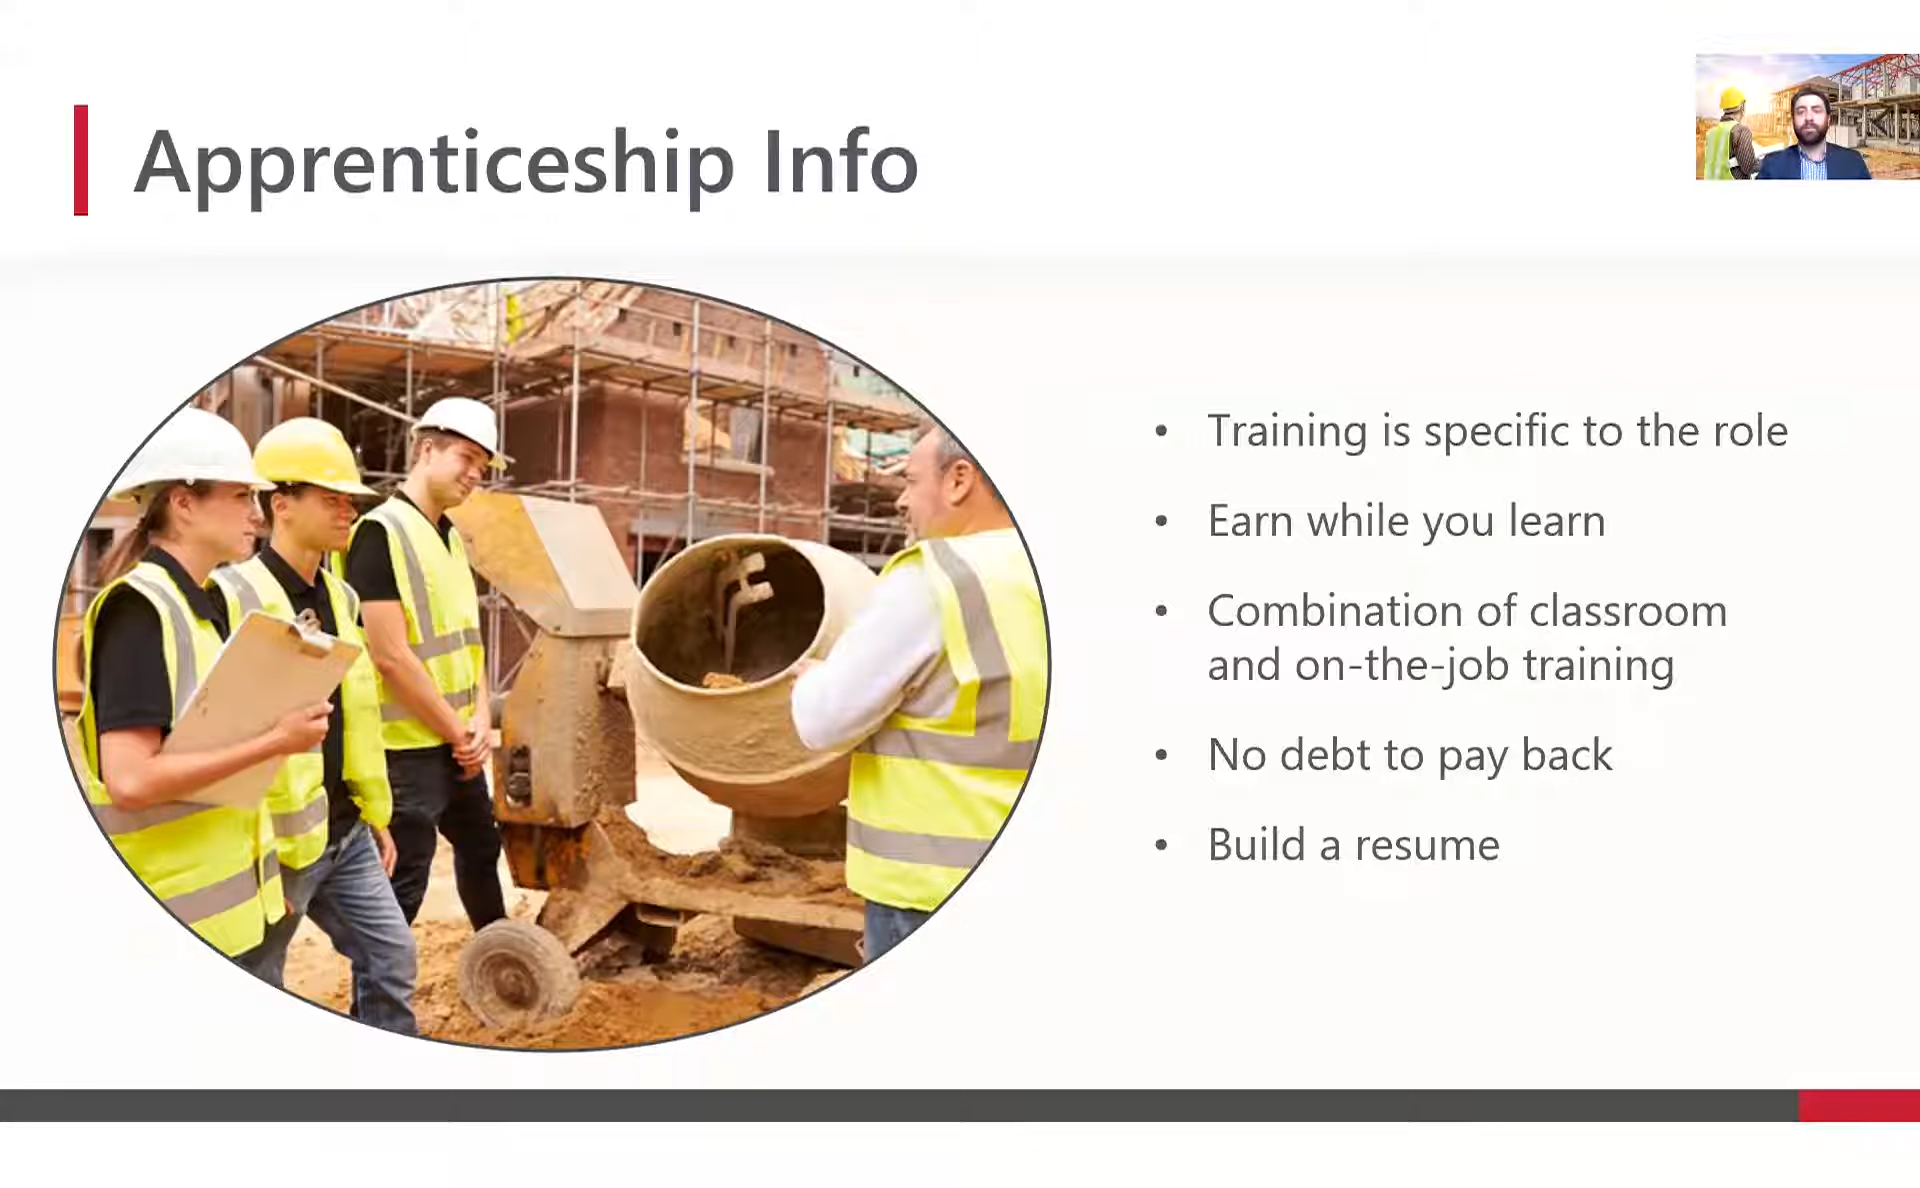 Apprenticeship Info
• Training is specific to the role
• Earn while you learn
• Combination of classroom
and on-the-job training
• No debt to pay back
• Build a resume